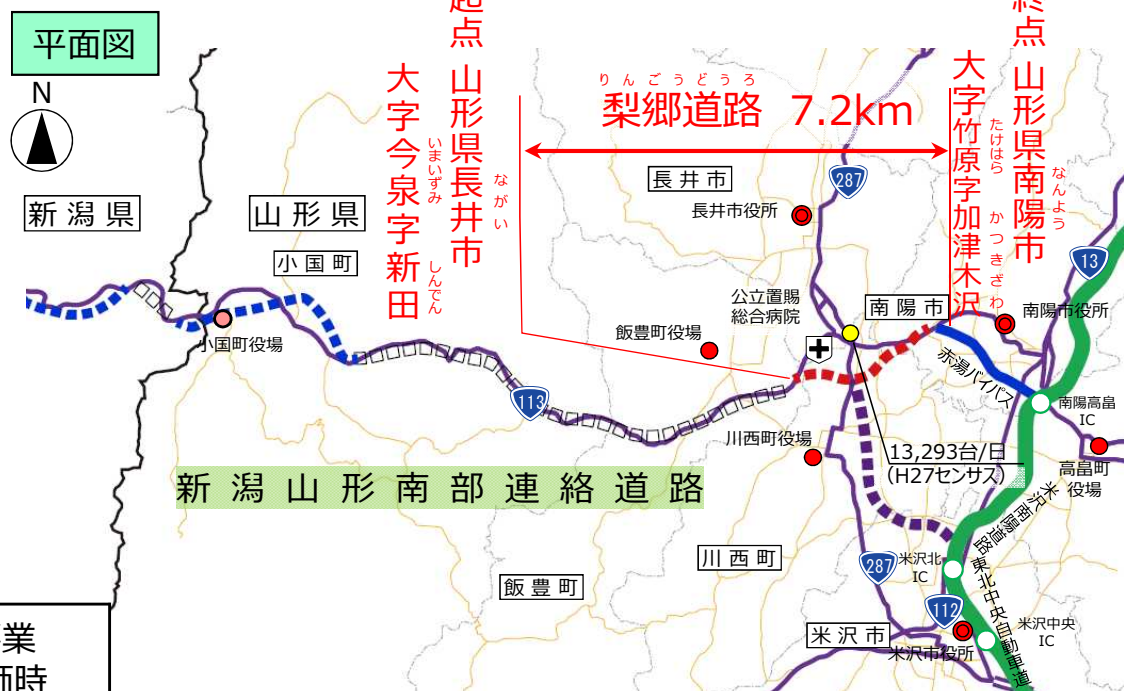 平面図
N
起点 山形県長井市
ながい
大字今泉字新田
いまいずみ
しんでん
りんごうどうろ
梨郷道路 7.2km
終点 山形県南陽市
なんよう
大字竹原字加津木沢
たけはら
かつきざわ
新潟県
山形県
小国町
長井市
長井市役所
287
13
公立置賜
総合病院
南陽市
南陽市役所
飯豊町役場
小国町役場
赤湯バイパス
南陽高畠
IC
113
川西町役場
13,293台/日
(H27センサス)
高畠町
役場
新潟山形南部連絡道路
米沢南陽道路
川西町
287
米沢北
IC
飯豊町
東北中央自動車道
112
米沢市
米沢市役所
米沢中央
IC
業
時